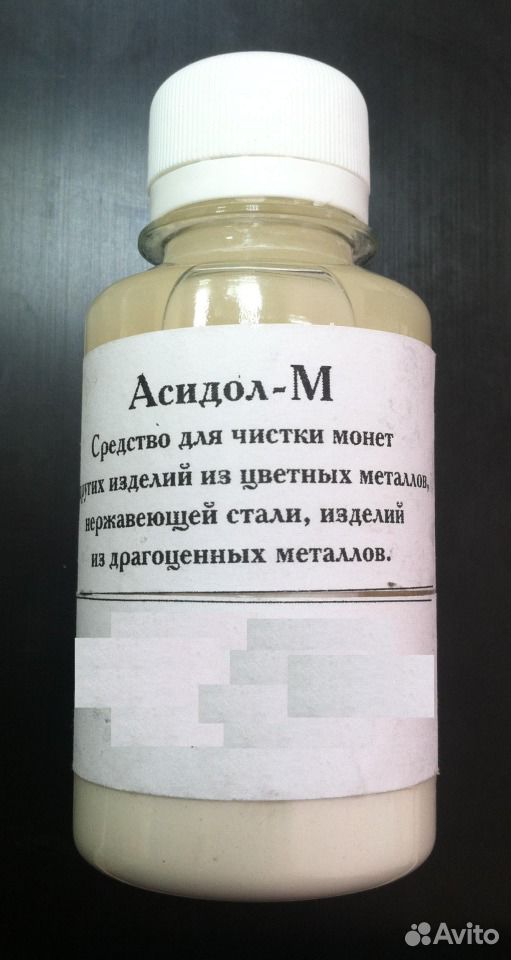 Асидол-М
Средство для чистки монет
других изделий из цветных металлов,
нержавеющей стали, изделий
из драгоценных металлов.
Avito